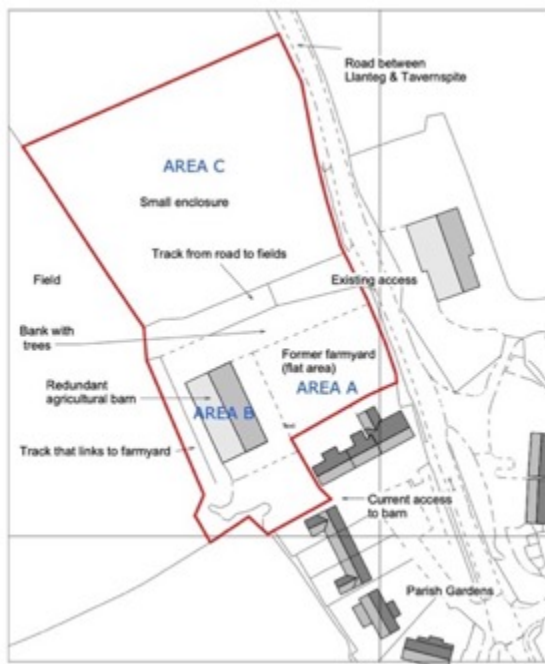 Road between
Llanteg & Tavernspite
AREA C
Small enclosure
Track from road to fields
Field
Existing access
Bank with
trees
Former farmyard
(flat area)
AREA A
Redundant
agricultural barn
AREA B
Track that links to farmyard
Current access
to barn
Parish Gardens